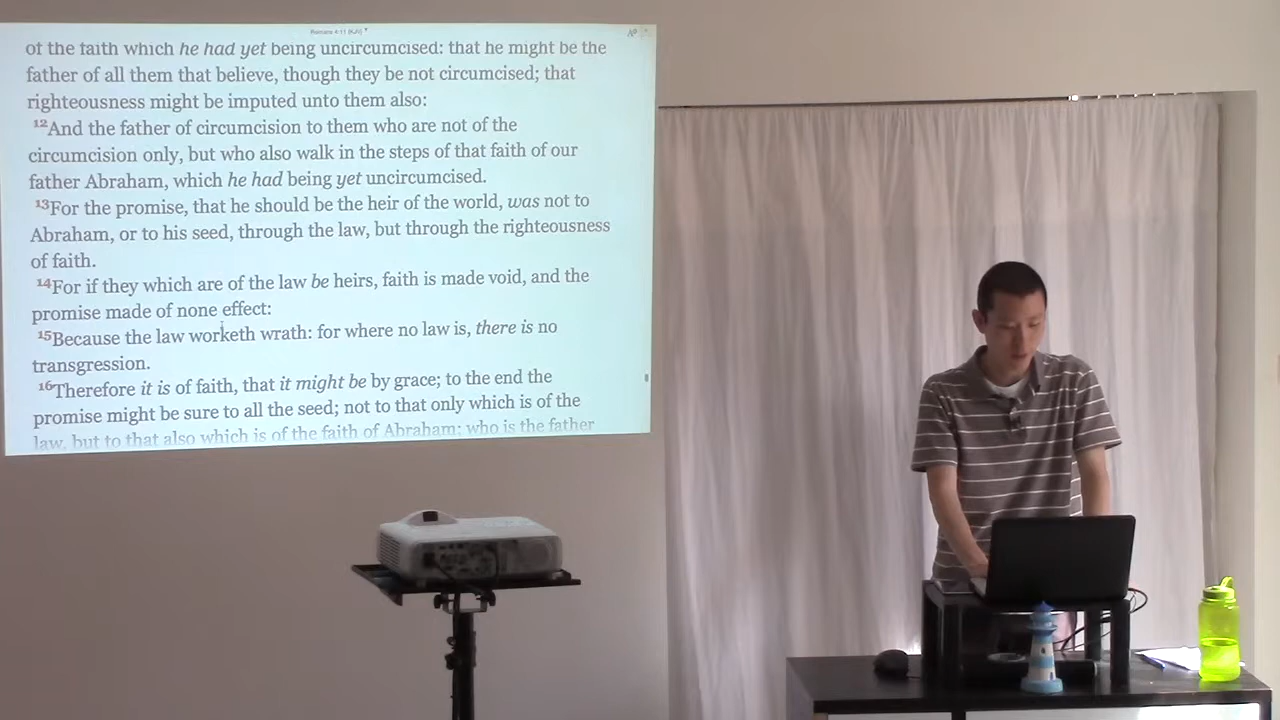 Romans 4:11 (KJV)
of the faith which he had yet being uncircumcised: that he might be the
father of all them that believe, though they be not circumcised; that
righteousness might be imputed unto them also:
12And the father of circumcision to them who are not of the
circumcision only, but who also walk in the steps of that faith of our
father Abraham, which he had being yet uncircumcised.
13For the promise, that he should be the heir of the world, was not to
Abraham, or to his seed, through the law, but through the righteousness
of faith.
14For if they which are of the law be heirs, faith is made void, and the
promise made of none effect:
15Because the law worketh wrath: for where no law is, there is no
transgression.
16Therefore it is of faith, that it might be by grace; to the end the
promise might be sure to all the seed; not to that only which is of the
law, but to that also which is of the faith of Abraham; who is the father